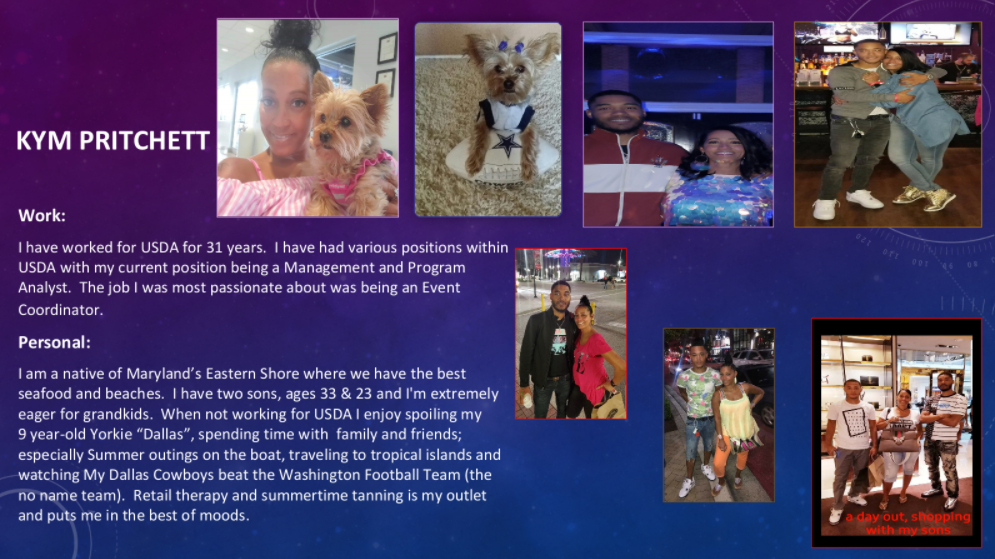 KYM PRITCHETT
Work:
I have worked for USDA for 31 years.  I have had various positions within
USDA with my current position being a Management and Program
Analyst.  The job I was most passionate about was being an Event
Coordinator.
Personal:
I am a native of Maryland’s Eastern Shore where we have the best
seafood and beaches.  I have two sons, ages 33 & 23 and I'm extremely
eager for grandkids.  When not working for USDA I enjoy spoiling my
9 year-old Yorkie “Dallas”, spending time with  family and friends;
especially Summer outings on the boat, traveling to tropical islands and
watching My Dallas Cowboys beat the Washington Football Team (the
no name team).  Retail therapy and summertime tanning is my outlet
and puts me in the best of moods.
a day out, shopping
with my sons